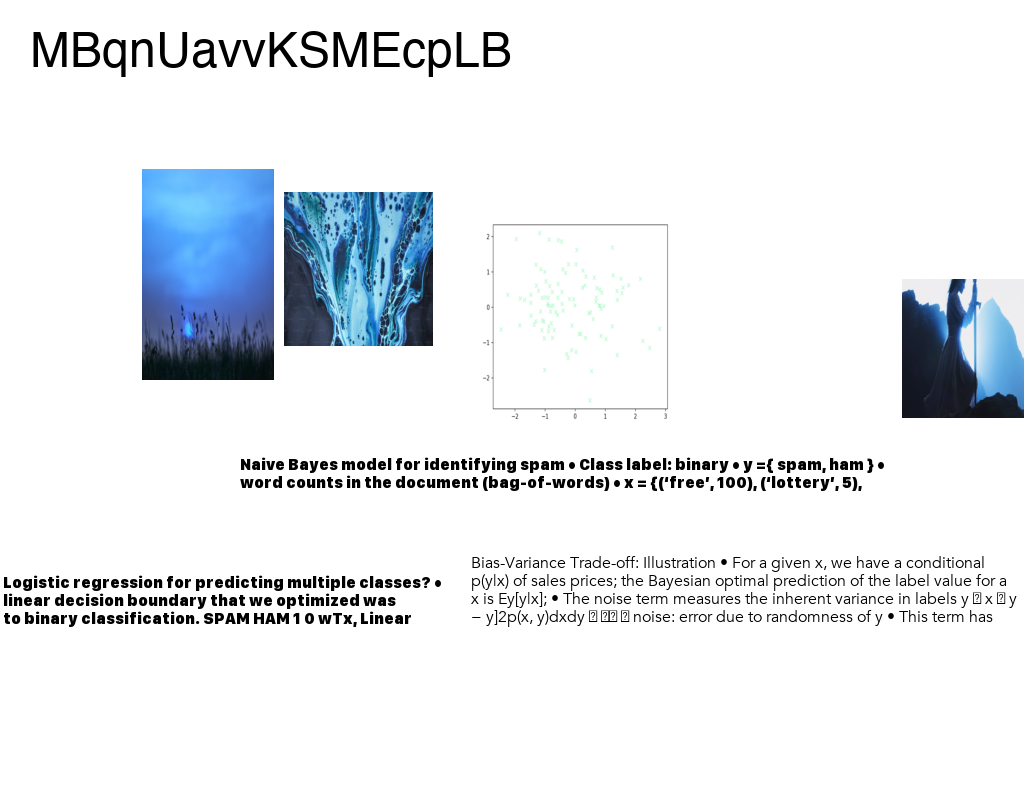 MBqnUavvKSMEcpLB
2
1
0
−1
−2
−2 −1 0 1 2 3
Naive Bayes model for identifying spam • Class label: binary • y ={ spam, ham } •
word counts in the document (bag-of-words) • x = {(‘free’, 100), (‘lottery’, 5),
Logistic regression for predicting multiple classes? •
linear decision boundary that we optimized was
to binary classification. SPAM HAM 1 0 wTx, Linear
Bias-Variance Trade-off: Illustration • For a given x, we have a conditional
p(y|x) of sales prices; the Bayesian optimal prediction of the label value for a
x is Ey[y|x]; • The noise term measures the inherent variance in labels y x y
− y]2p(x, y)dxdy noise: error due to randomness of y • This term has